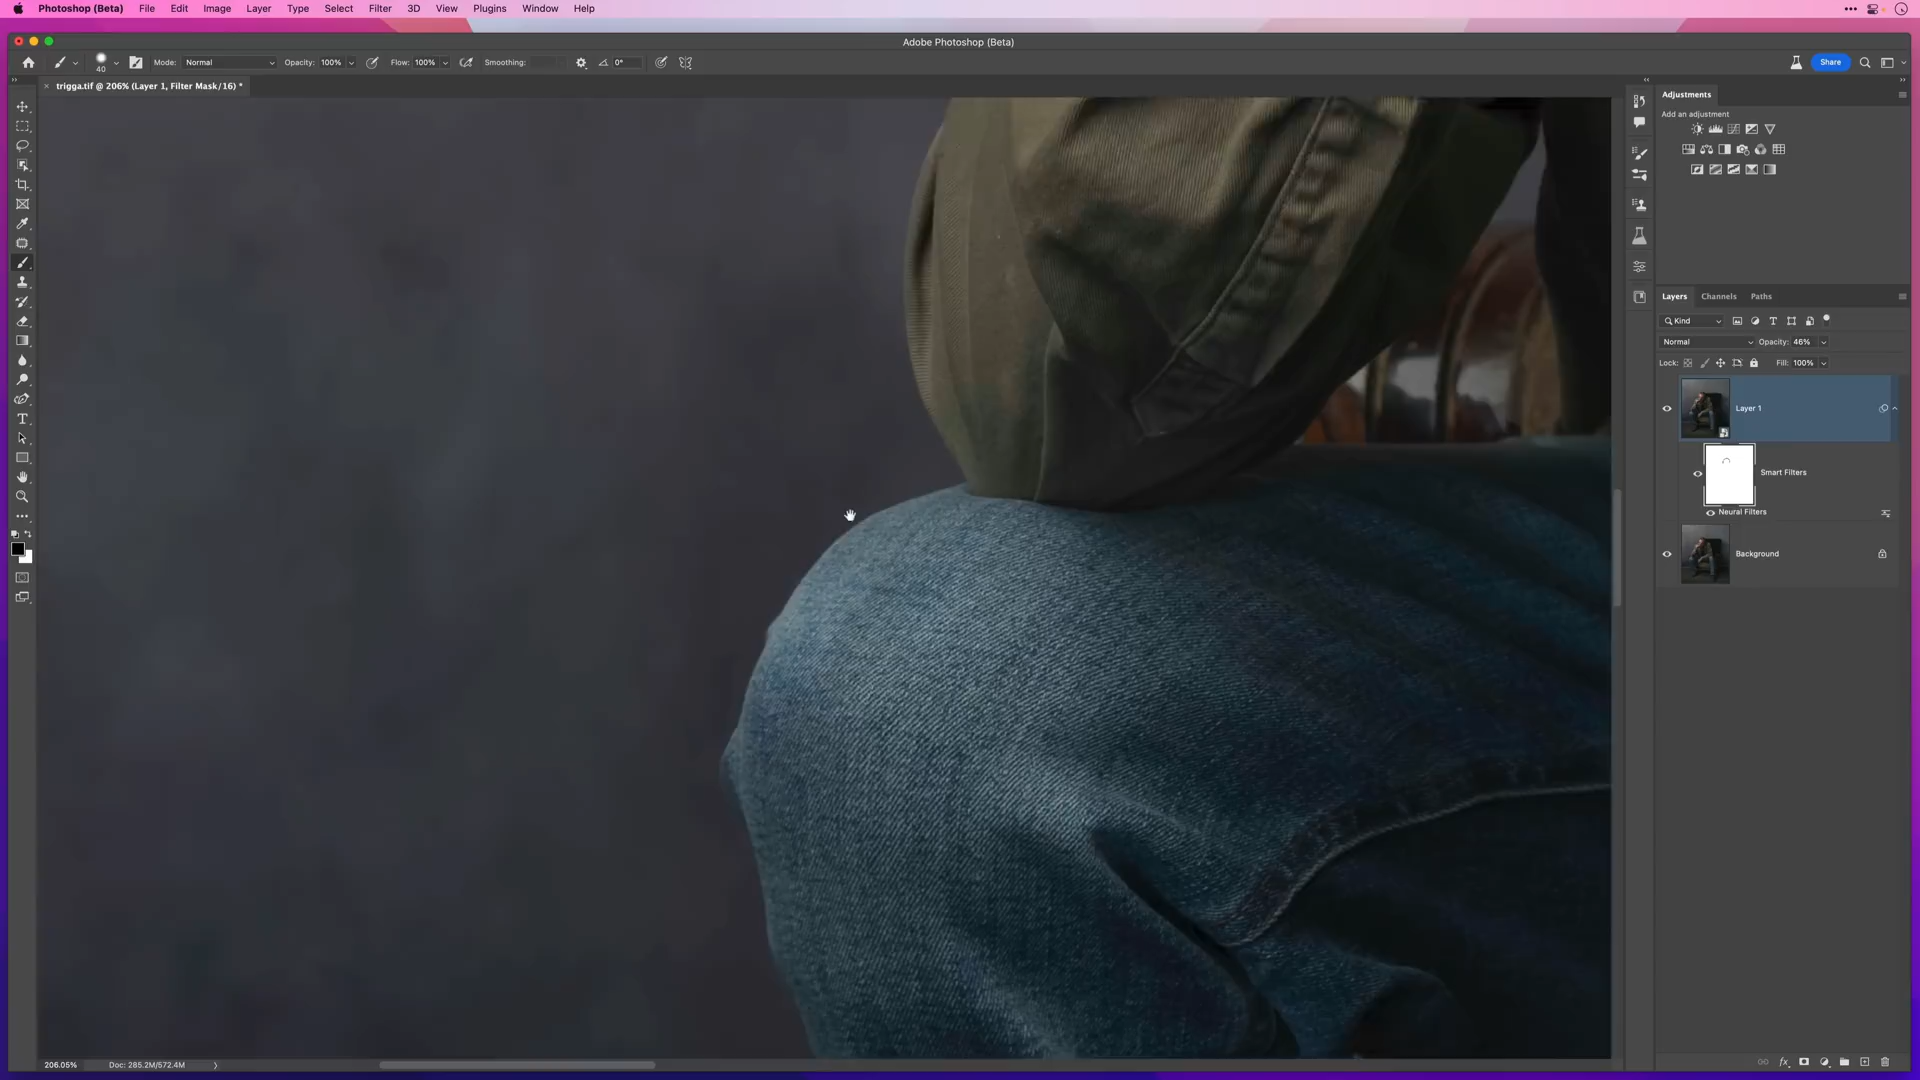 Photoshop (Beta) File Edit Image Layer Type Select Filter 3D View Plugins Window Help
Adobe Photoshop (Beta)
40 Mode: Normal Opacity: 100% Flow: 100% Smoothing: 0° Share
trigga.tif @ 206% (Layer 1, Filter Mask/16) *
Adjustments
Add an adjustment
Layers Channels Paths
Kind
Normal Opacity: 46%
Lock: Fill: 100%
Layer 1
Smart Filters
Neural Filters
Background
206.05% Doc: 285.2M/572.4M